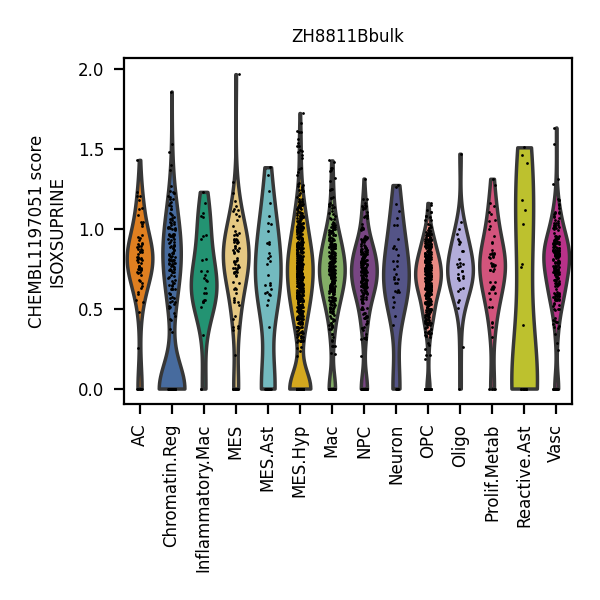 ZH8811Bbulk
CHEMBL1197051 score
ISOXSUPRINE
2.0
1.5
1.0
0.5
0.0
AC
Chromatin.Reg
Inflammatory.Mac
MES
MES.Ast
MES.Hyp
Mac
NPC
Neuron
OPC
Oligo
Prolif.Metab
Reactive.Ast
Vasc